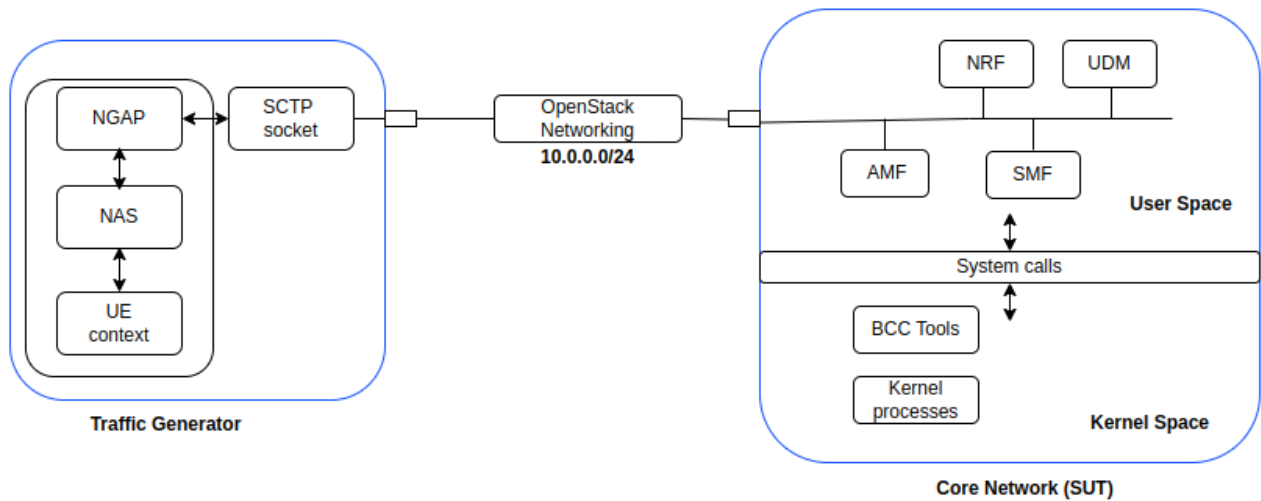 NGAP
SCTP
socket
NAS
UE
context
Traffic Generator
OpenStack
Networking
10.0.0.0/24
NRF
UDM
AMF
SMF
User Space
System calls
BCC Tools
Kernel
processes
Kernel Space
Core Network (SUT)